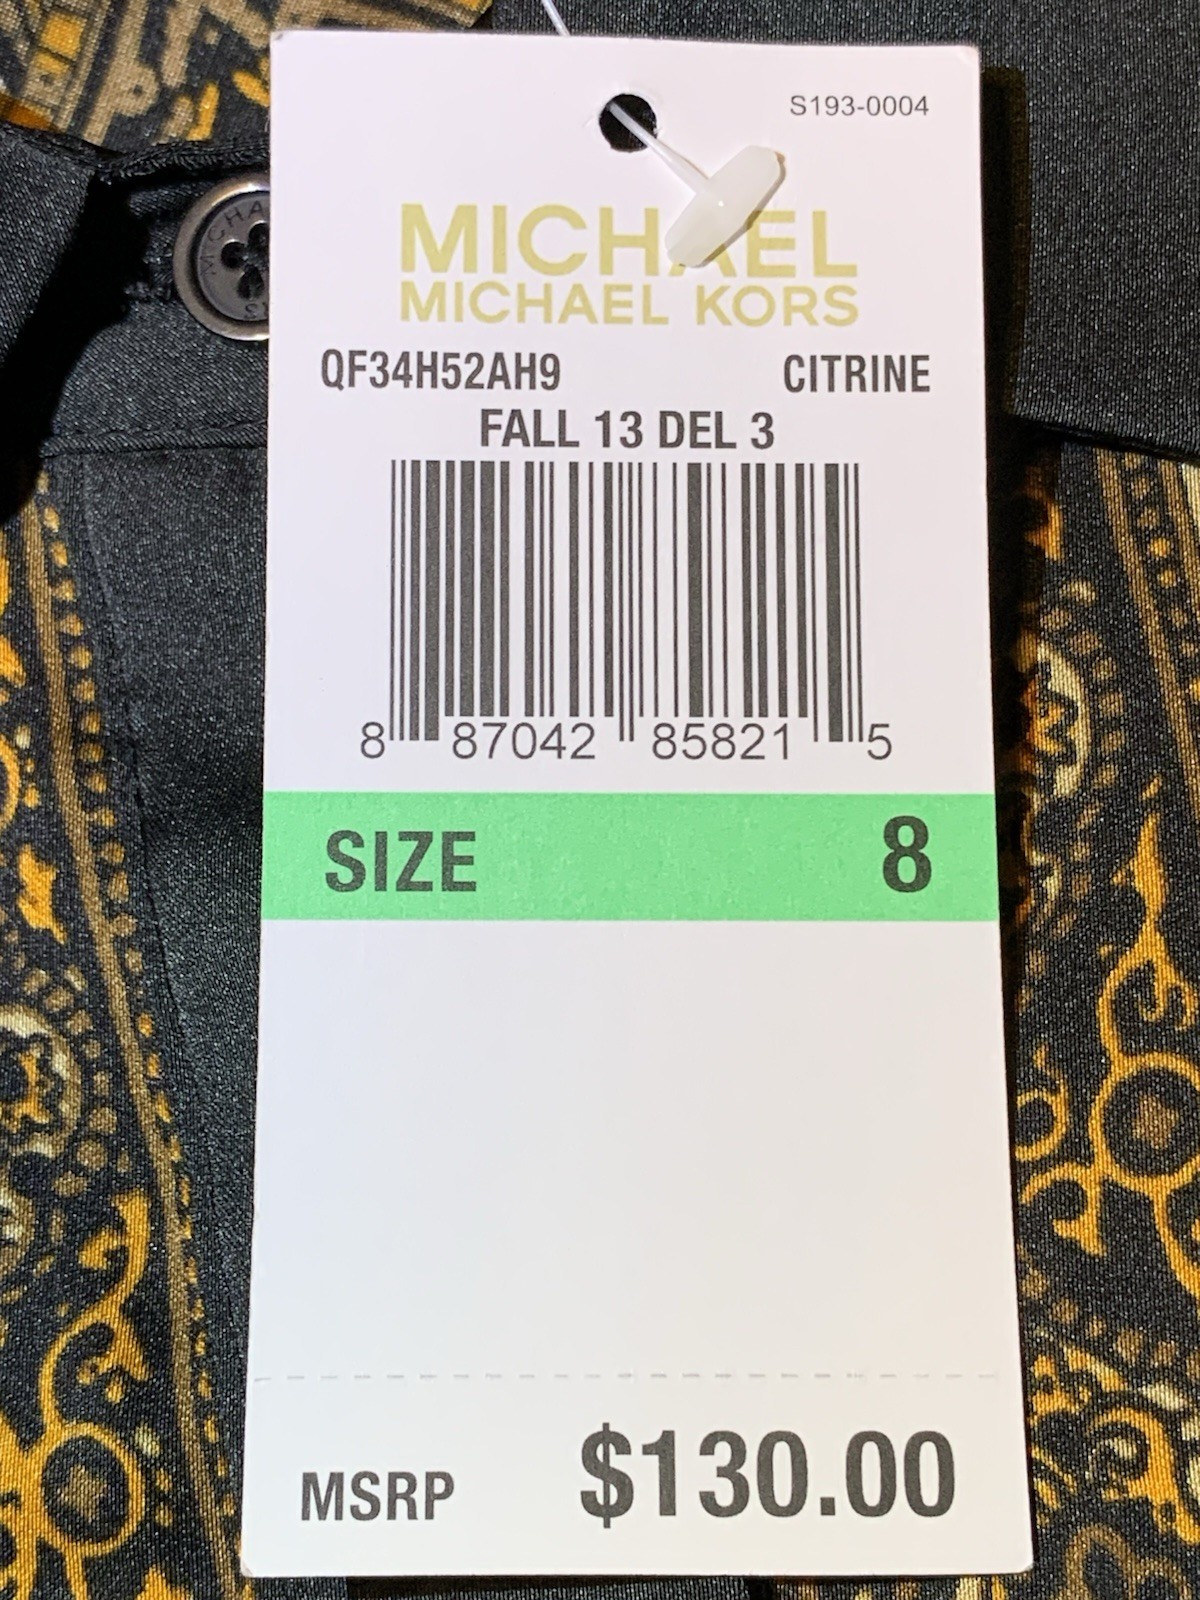 S193-0004
MICHAEL
MICHAEL KORS
QF34H52AH9 CITRINE
FALL 13 DEL 3
8 87042 85821 5
SIZE 8
MSRP $130.00